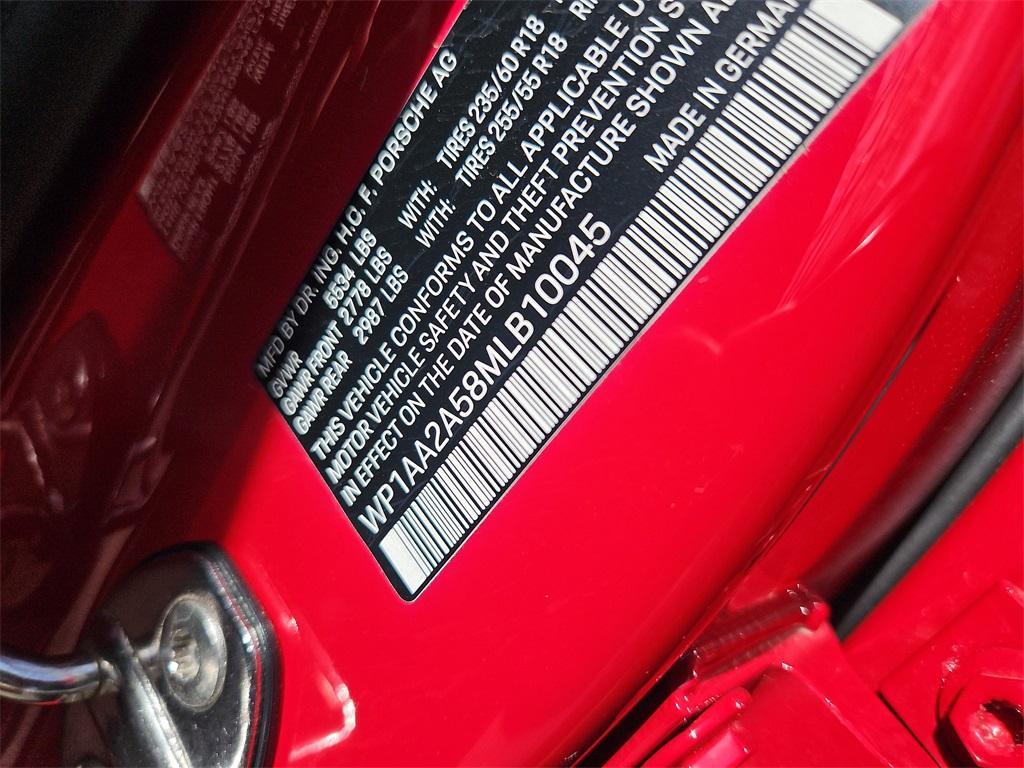 MFD BY DR. ING. H.C. F. PORSCHE AG
GVWR 6534 LBS
GAWR FRONT 2778 LBS WITH: TIRES 235/60 R18
GAWR REAR 2987 LBS WITH: TIRES 255/55 R18
THIS VEHICLE CONFORMS TO ALL APPLICABLE
MOTOR VEHICLE SAFETY AND THEFT PREVENTION
IN EFFECT ON THE DATE OF MANUFACTURE SHOWN
WP1AA2A58MLB10045 MADE IN GERMAN